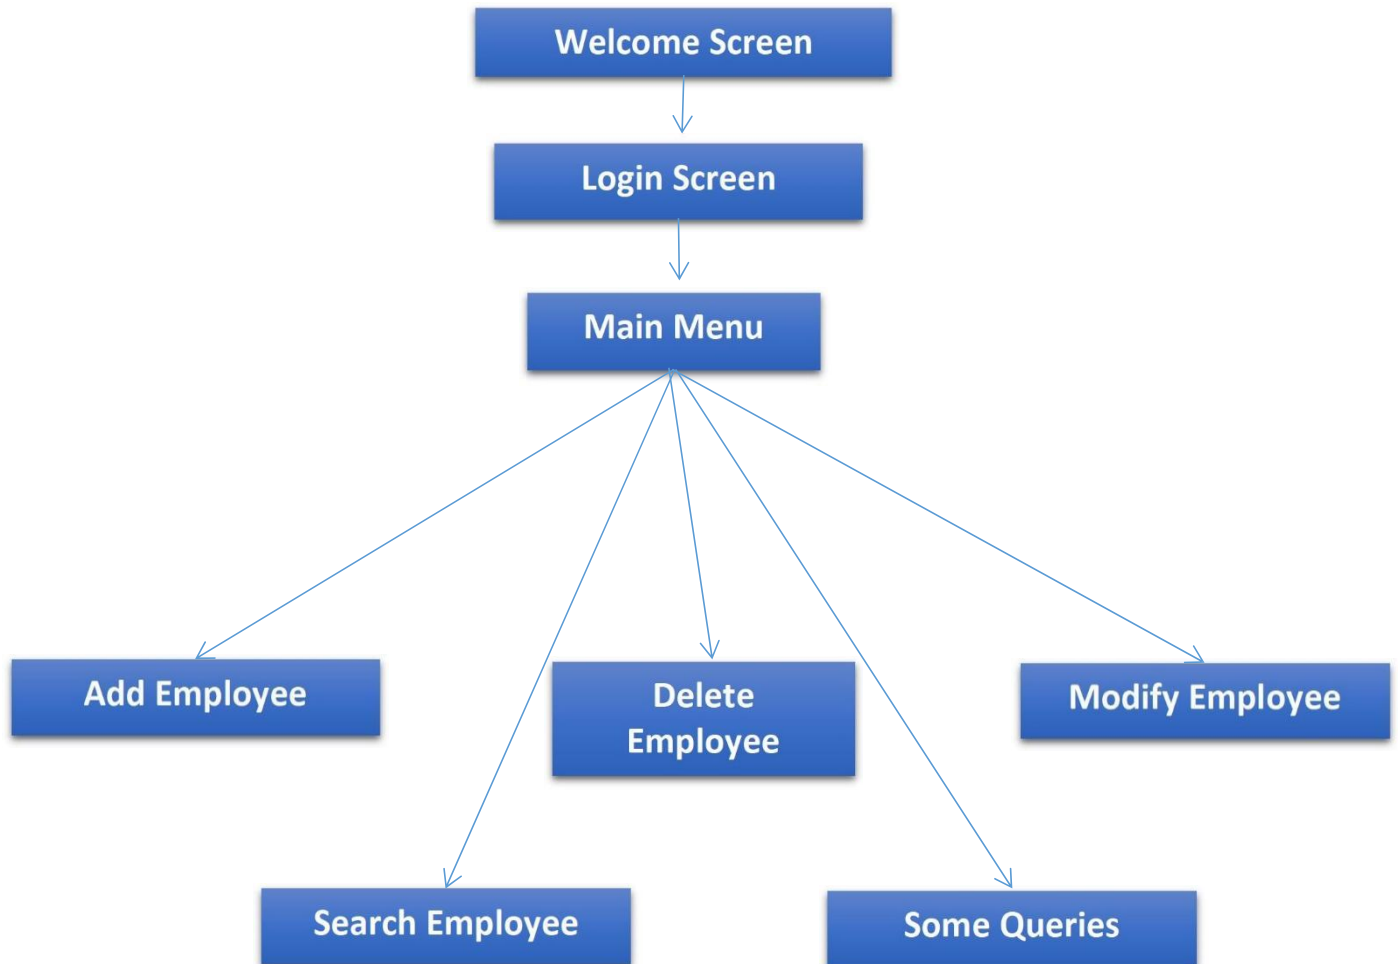 Welcome Screen
Login Screen
Main Menu
Add Employee
Delete
Employee
Modify Employee
Search Employee
Some Queries